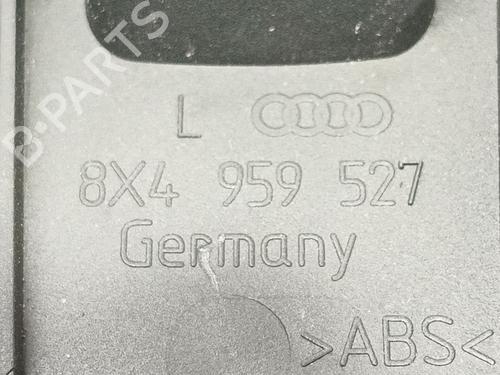 B-PARTS
L
8X4 959 527
Germany
>ABS<